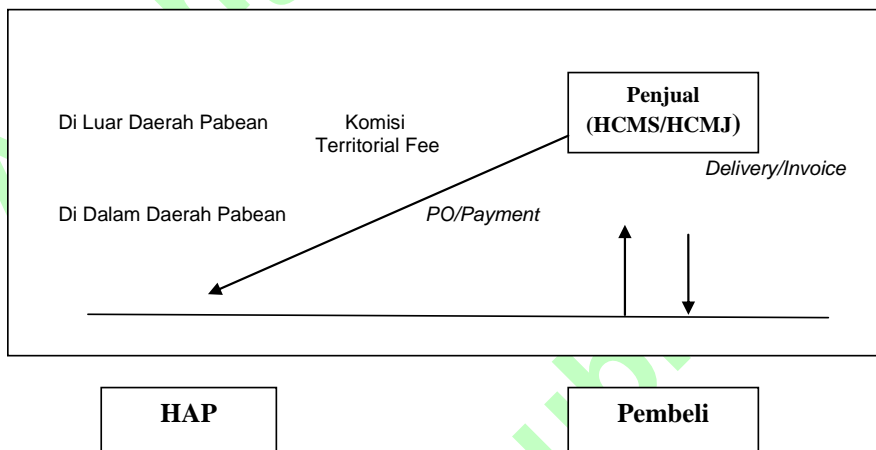 Penjual
(HCMS/HCMJ)
Di Luar Daerah Pabean
Komisi
Territorial Fee
Delivery/Invoice
Di Dalam Daerah Pabean
PO/Payment
HAP
Pembeli